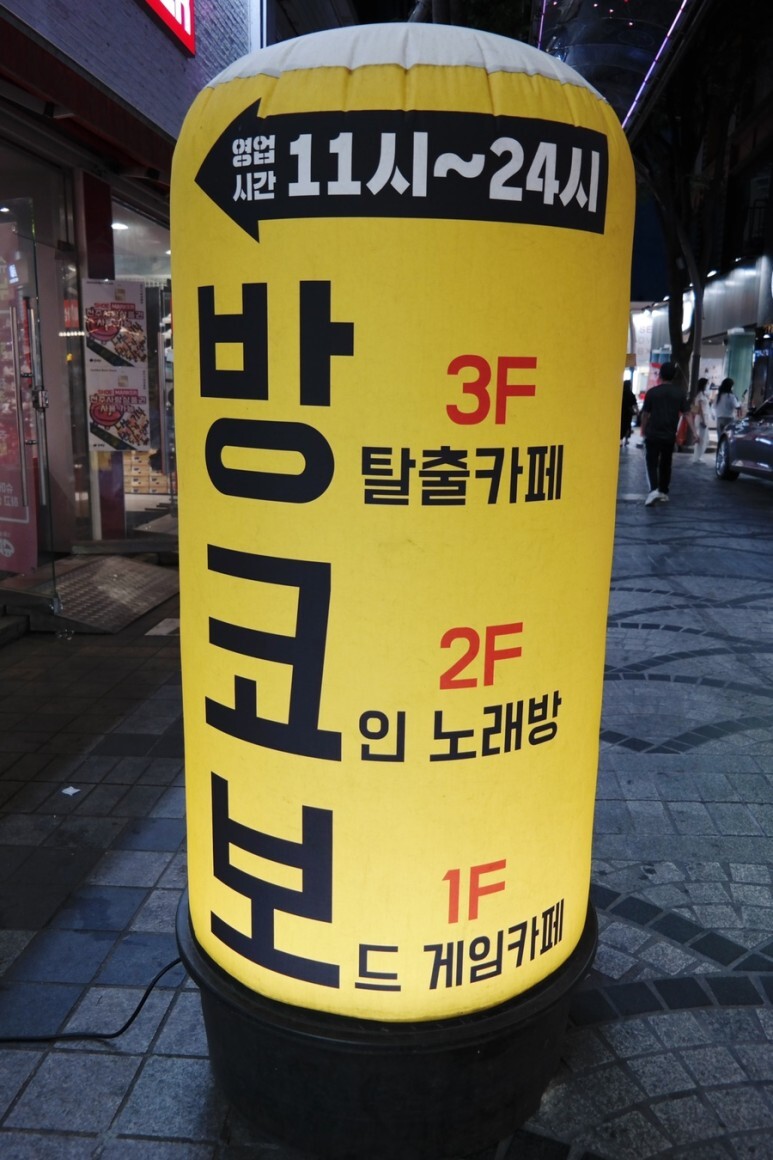 영업
시간 11시~24시
3F
방 탈출카페
2F
코인 노래방
1F
보드 게임카페